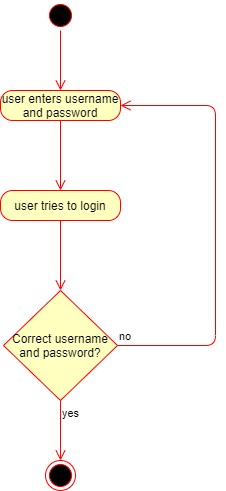 user enters username
and password
user tries to login
Correct username
and password?
no
yes